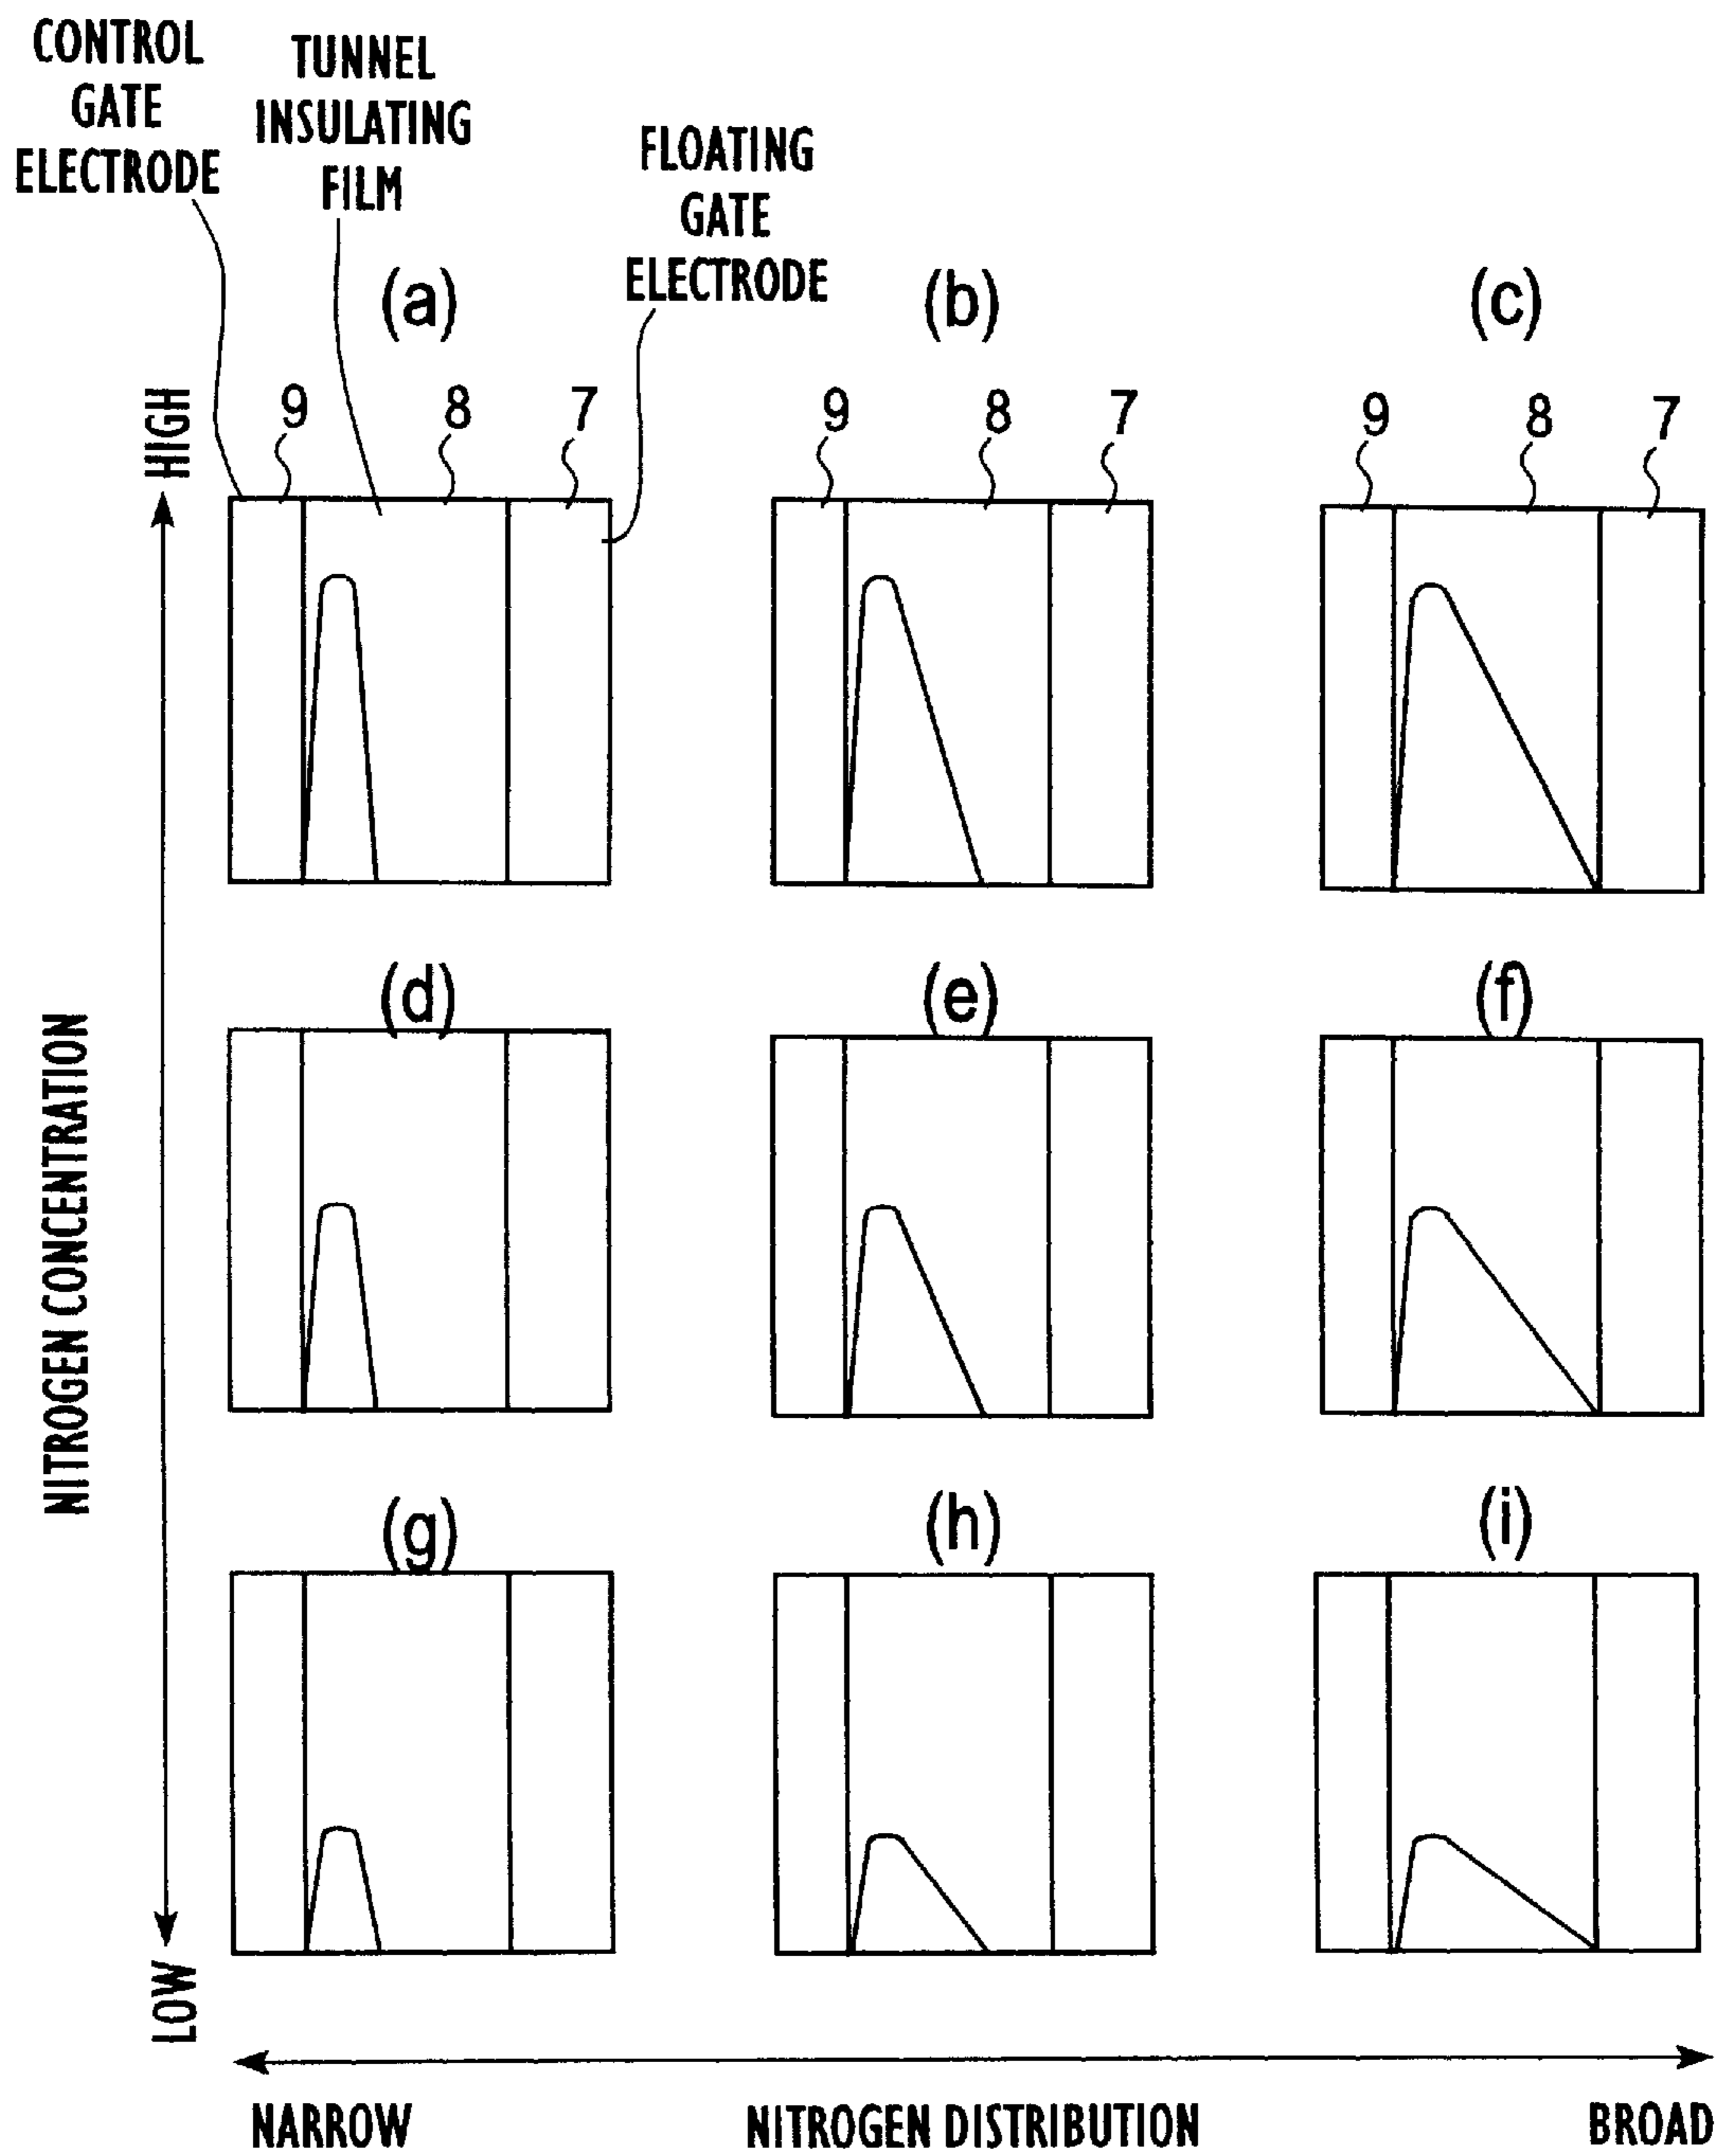 CONTROL
GATE
ELECTRODE
TUNNEL
INSULATING
FILM
FLOATING
GATE
ELECTRODE
(a)
(b)
(c)
9
8
7
9
8
7
9
8
7
HIGH
(d)
(e)
(f)
NITROGEN CONCENTRATION
(g)
(h)
(i)
LOW
NARROW
NITROGEN DISTRIBUTION
BROAD